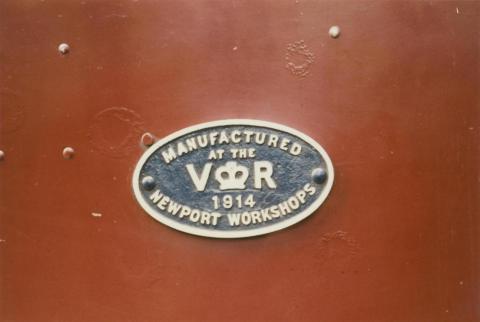 MANUFACTURED
AT THE
V R
1914
NEWPORT WORKSHOPS